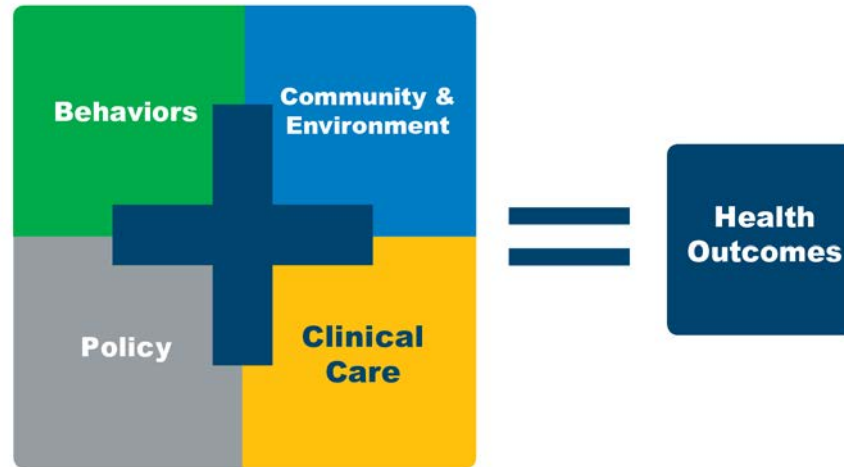 Behaviors
Community &
Environment
Policy
Clinical
Care
Health
Outcomes